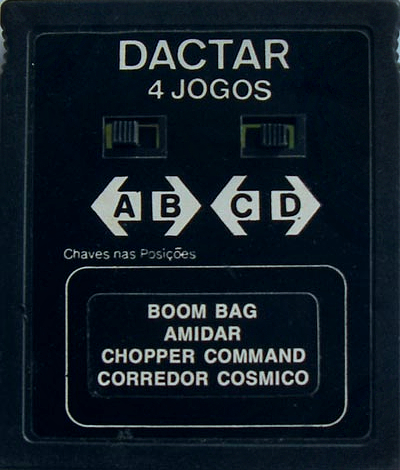 DACTAR
4 JOGOS
A B C D
Chaves nas Posições
BOOM BAG
AMIDAR
CHOPPER COMMAND
CORREDOR COSMICO